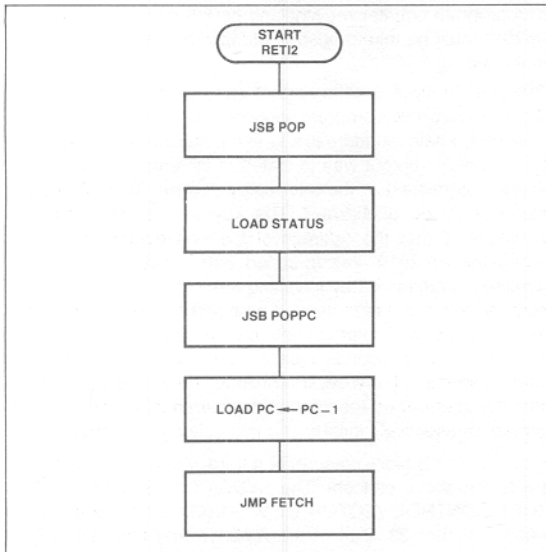 START
RETI2
JSB POP
LOAD STATUS
JSB POPPC
LOAD PC ← PC – 1
JMP FETCH